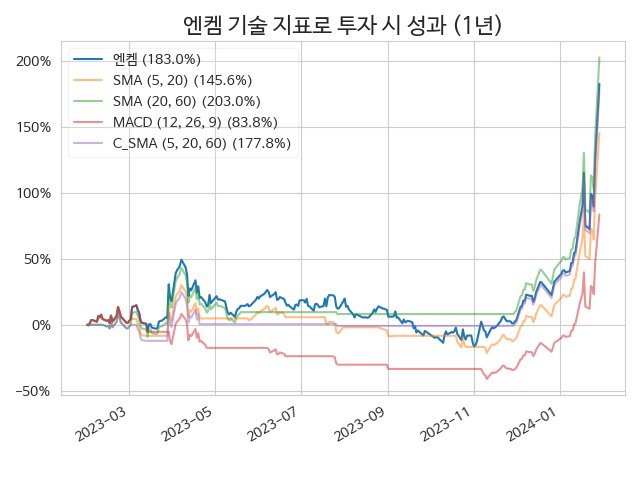 엔켐 기술 지표로 투자 시 성과 (1년)
엔켐 (183.0%)
SMA (5, 20) (145.6%)
SMA (20, 60) (203.0%)
MACD (12, 26, 9) (83.8%)
C_SMA (5, 20, 60) (177.8%)
200%
150%
100%
50%
0%
−50%
2023−03
2023−05
2023−07
2023−09
2023−11
2024−01